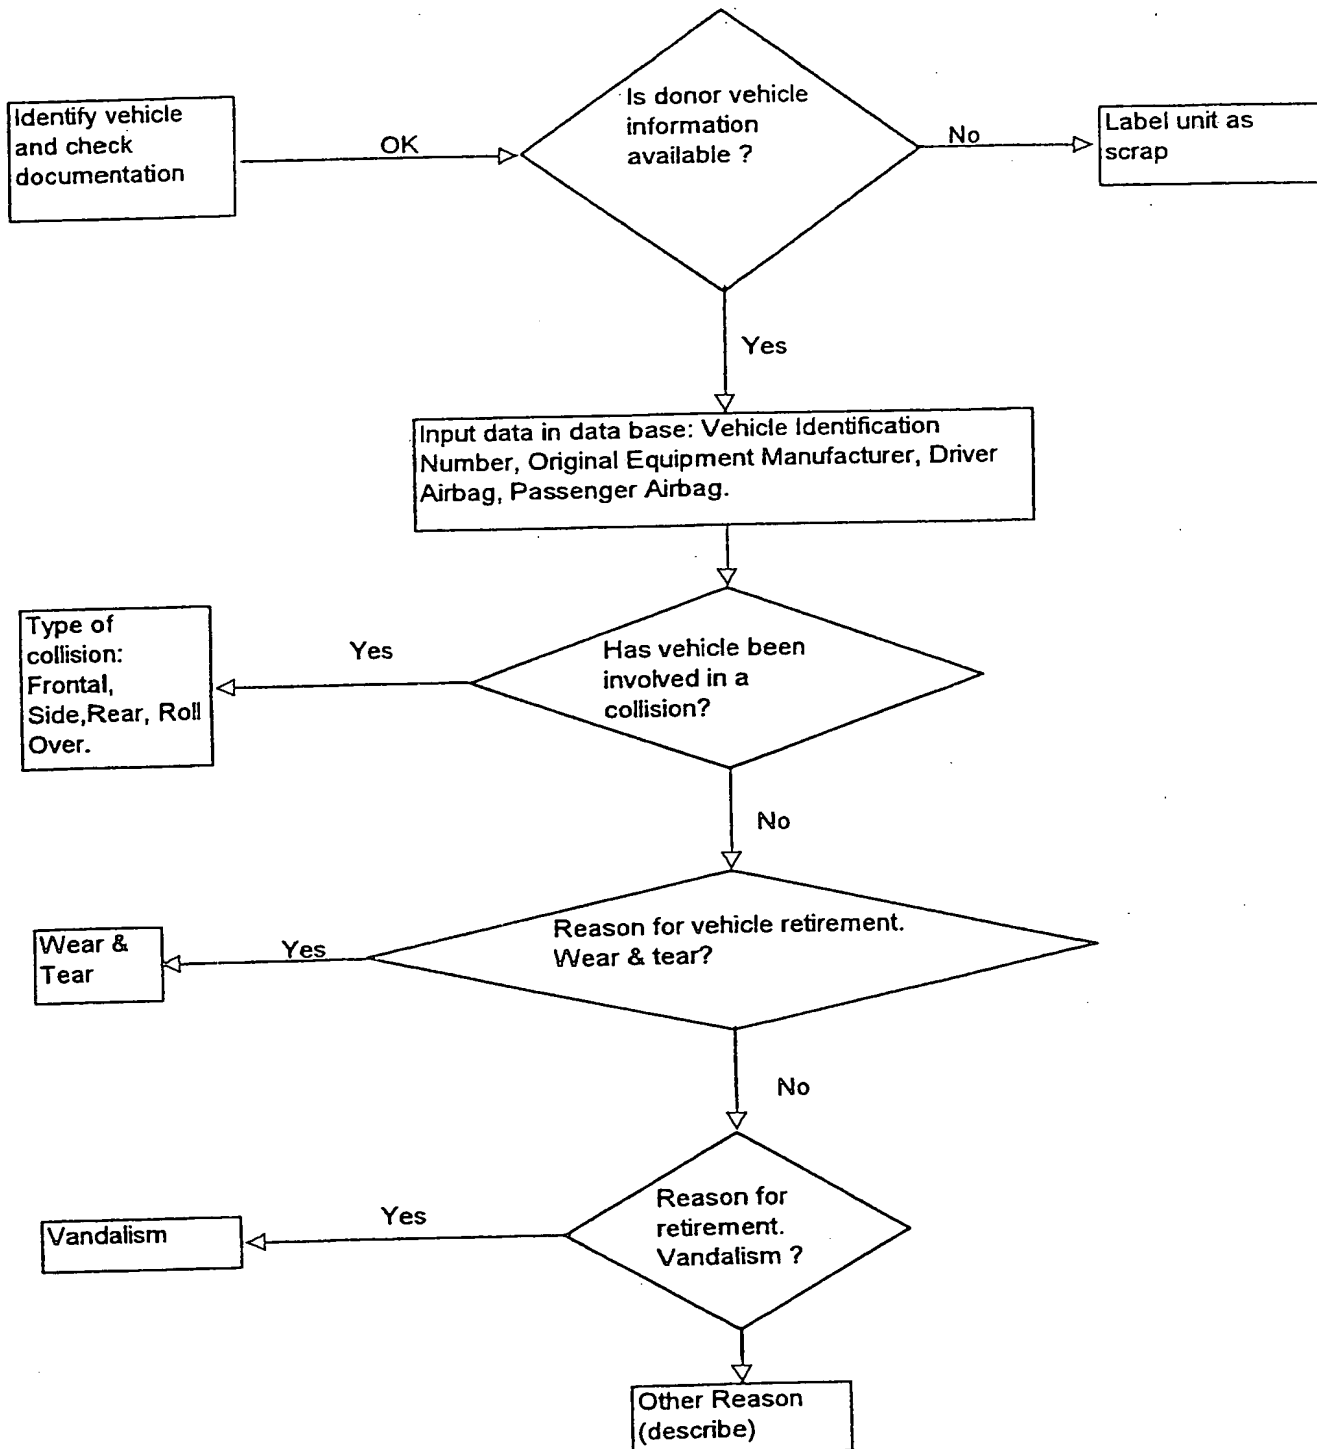 Identify vehicle
and check
documentation
OK
Is donor vehicle
information
available ?
No
Label unit as
scrap
Yes
Input data in data base: Vehicle Identification
Number, Original Equipment Manufacturer, Driver
Airbag, Passenger Airbag.
Type of
collision:
Frontal,
Side,Rear, Roll
Over.
Yes
Has vehicle been
involved in a
collision?
No
Wear &
Tear
Yes
Reason for vehicle retirement.
Wear & tear?
No
Vandalism
Yes
Reason for
retirement.
Vandalism ?
Other Reason
(describe)